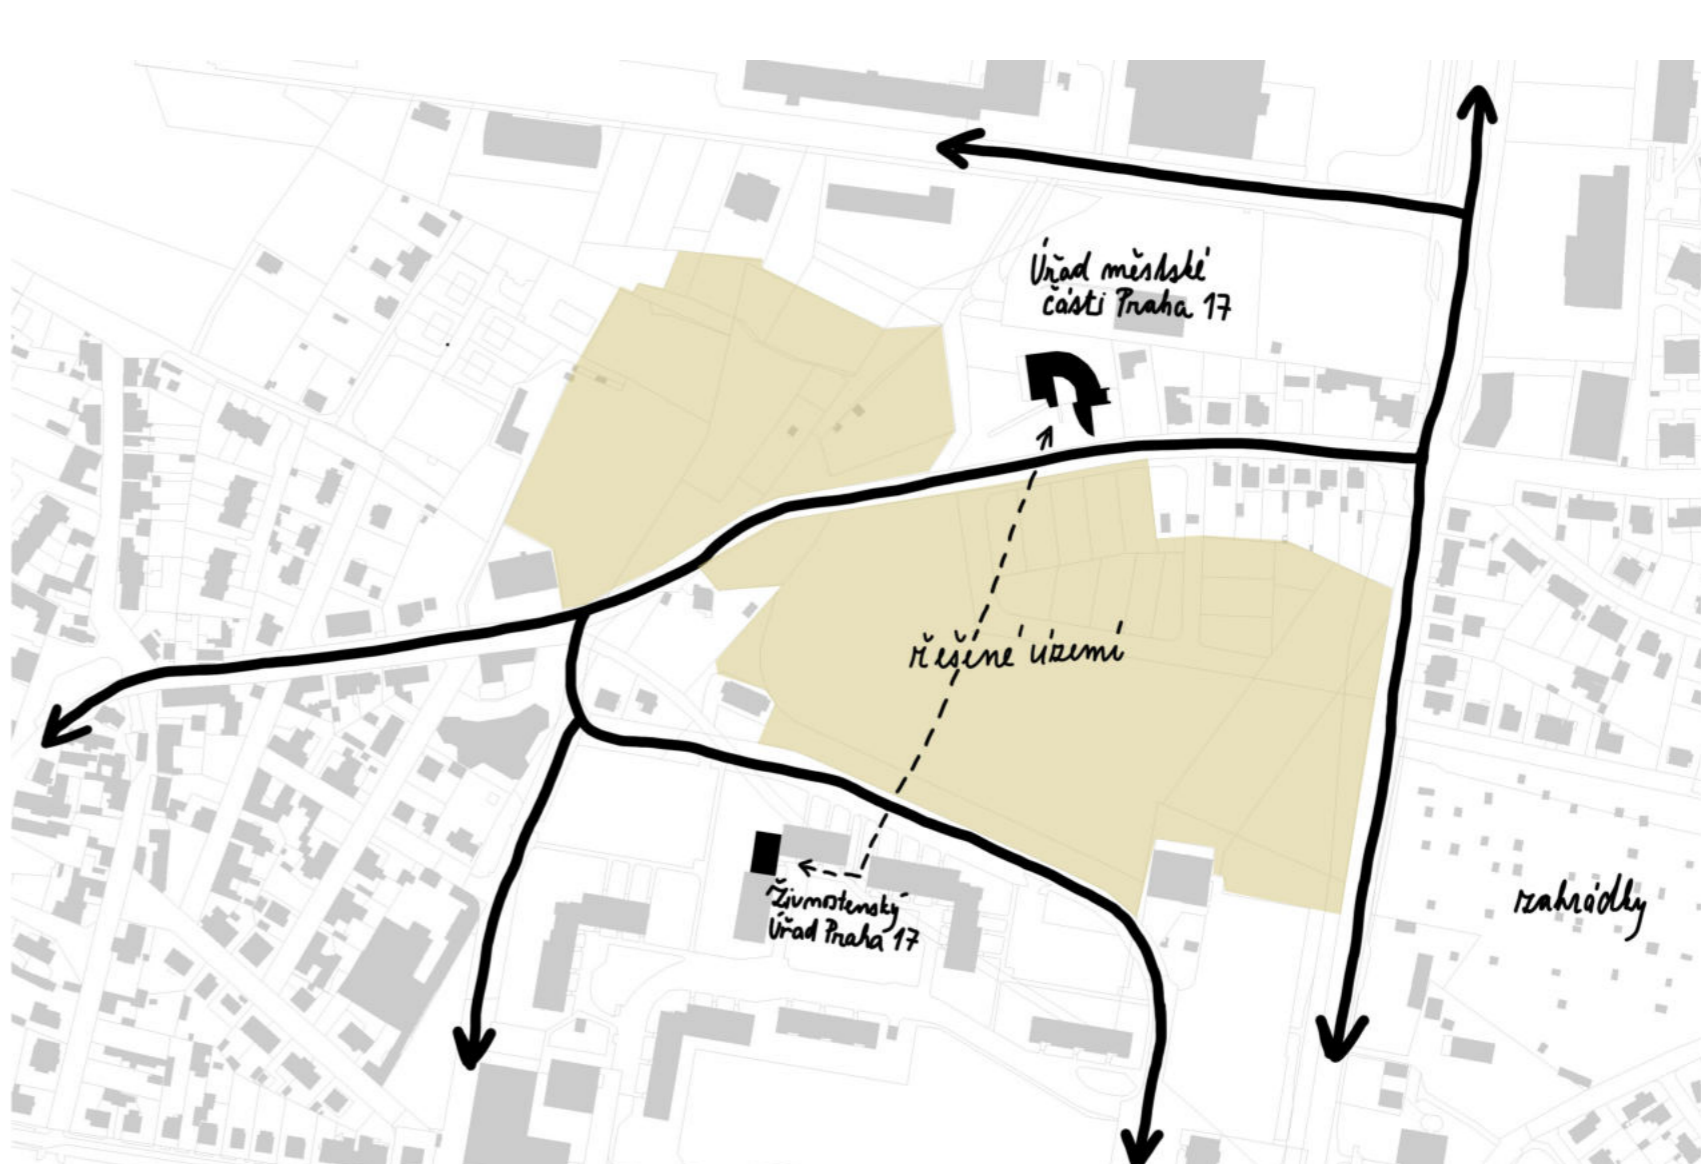 Úřad městské
části Praha 17
řešené území
Živnostenský
Úřad Praha 17
zahrádky